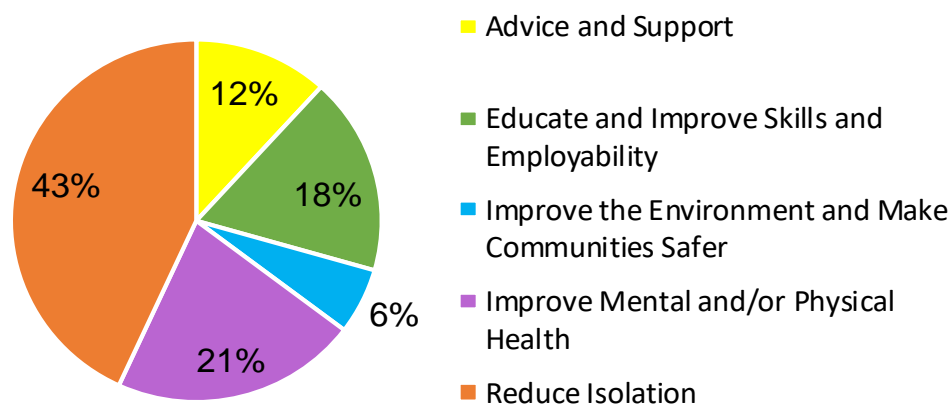 Advice and Support
12%
Educate and Improve Skills and
Employability
43%
18%
Improve the Environment and Make
Communities Safer
6%
Improve Mental and/or Physical
Health
21%
Reduce Isolation